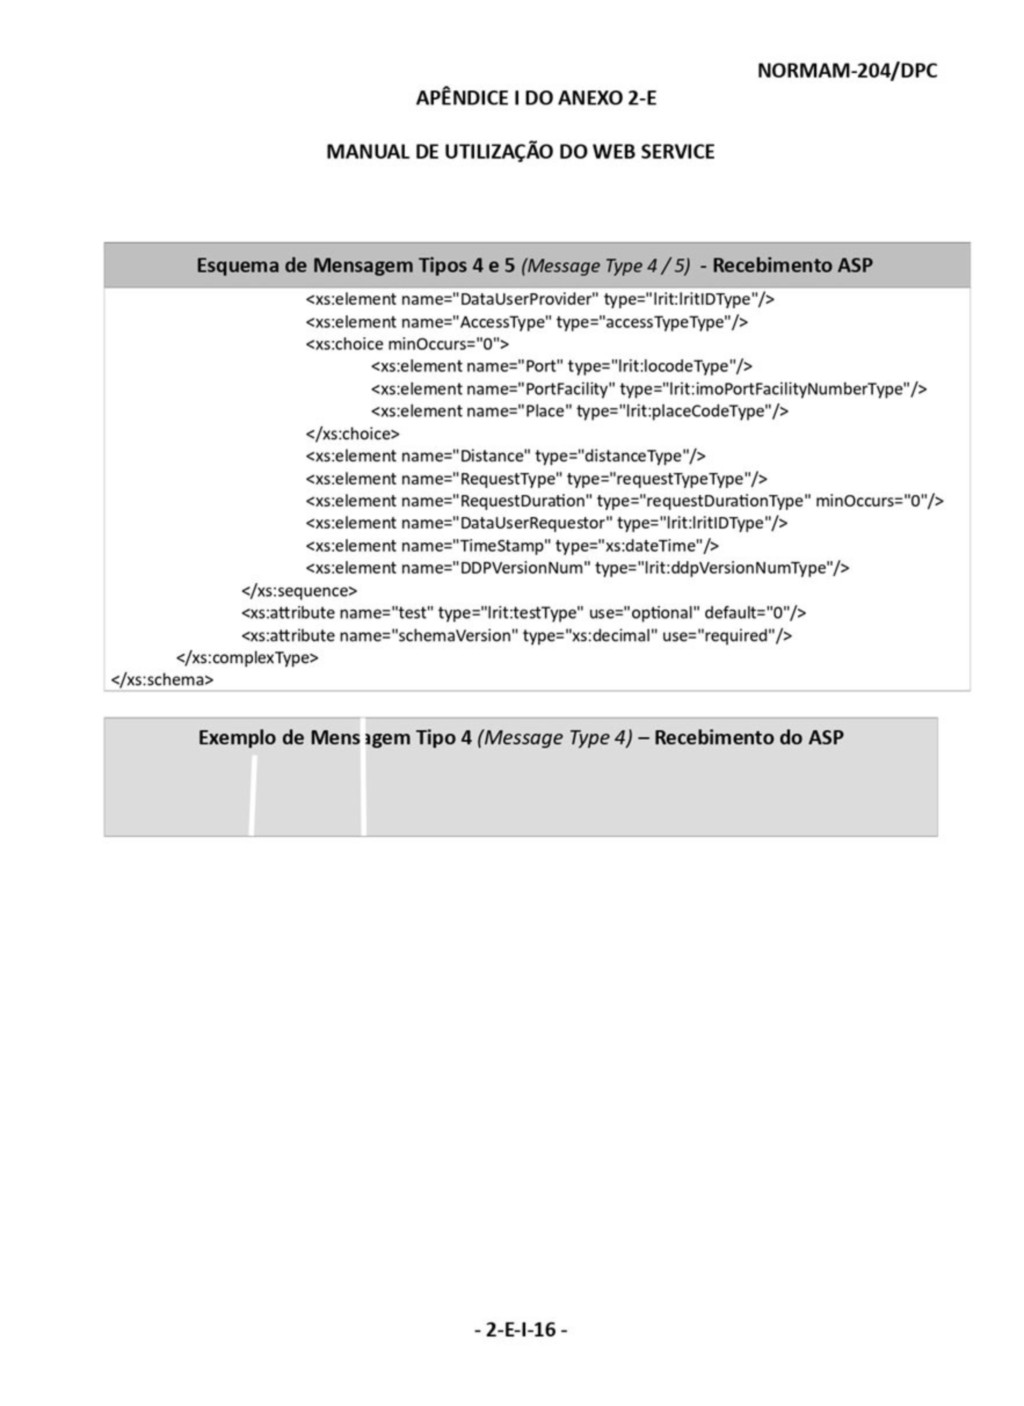 NORMAM-204/DPC
APÊNDICE I DO ANEXO 2-E
MANUAL DE UTILIZAÇÃO DO WEB SERVICE
Esquema de Mensagem Tipos 4 e 5 (Message Type 4 / 5) - Recebimento ASP
<xs:element name="DataUserProvider" type="lrit:lritIDType"/>
<xs:element name="AccessType" type="accessTypeType"/>
<xs:choice minOccurs="0">
<xs:element name="Port" type="lrit:locodeType"/>
<xs:element name="PortFacility" type="lrit:imoPortFacilityNumberType"/>
<xs:element name="Place" type="lrit:placeCodeType"/>
</xs:choice>
<xs:element name="Distance" type="distanceType"/>
<xs:element name="RequestType" type="requestTypeType"/>
<xs:element name="RequestDuration" type="requestDurationType" minOccurs="0"/>
<xs:element name="DataUserRequestor" type="lrit:lritIDType"/>
<xs:element name="TimeStamp" type="xs:dateTime"/>
<xs:element name="DDPVersionNum" type="lrit:ddpVersionNumType"/>
</xs:sequence>
<xs:attribute name="test" type="lrit:testType" use="optional" default="0"/>
<xs:attribute name="schemaVersion" type="xs:decimal" use="required"/>
</xs:complexType>
</xs:schema>
Exemplo de Mensagem Tipo 4 (Message Type 4) – Recebimento do ASP
- 2-E-I-16 -